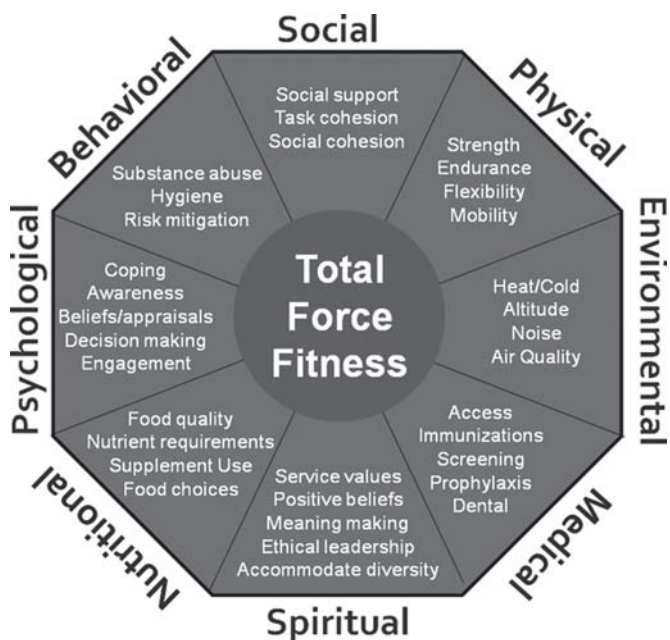 Social
Social support
Task cohesion
Social cohesion
Physical
Strength
Endurance
Flexibility
Mobility
Environmental
Heat/Cold
Altitude
Noise
Air Quality
Medical
Access
Immunizations
Screening
Prophylaxis
Dental
Spiritual
Service values
Positive beliefs
Meaning making
Ethical leadership
Accommodate diversity
Nutritional
Food quality
Nutrient requirements
Supplement Use
Food choices
Psychological
Coping
Awareness
Beliefs/appraisals
Decision making
Engagement
Behavioral
Substance abuse
Hygiene
Risk mitigation
Total
Force
Fitness